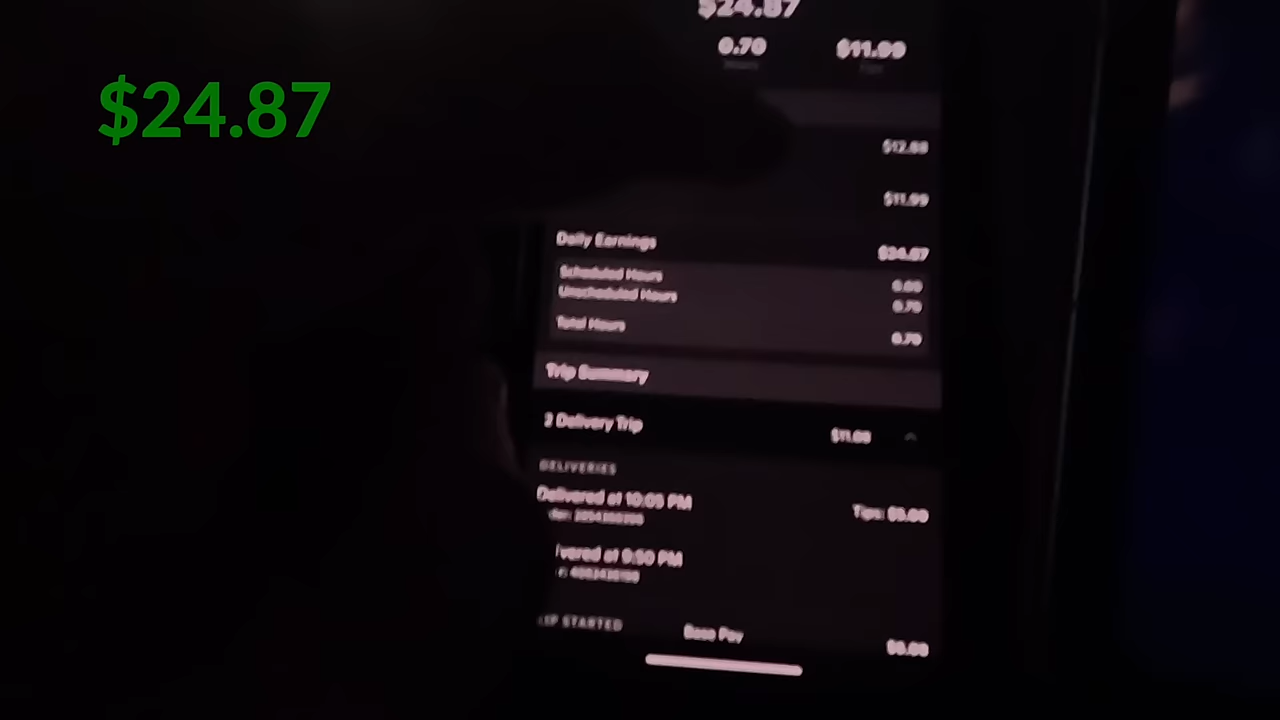 $24.87
$24.87
0.70 $11.99
$12.88
$11.99
Daily Earnings $24.87
Scheduled Hours 0.00
Unscheduled Hours 0.70
Total Hours 0.70
Trip Summary
2 Delivery Trip
DELIVERIES
Delivered at 10:05 PM Tips:
vered at 9:50 PM
STARTED
Base Pay